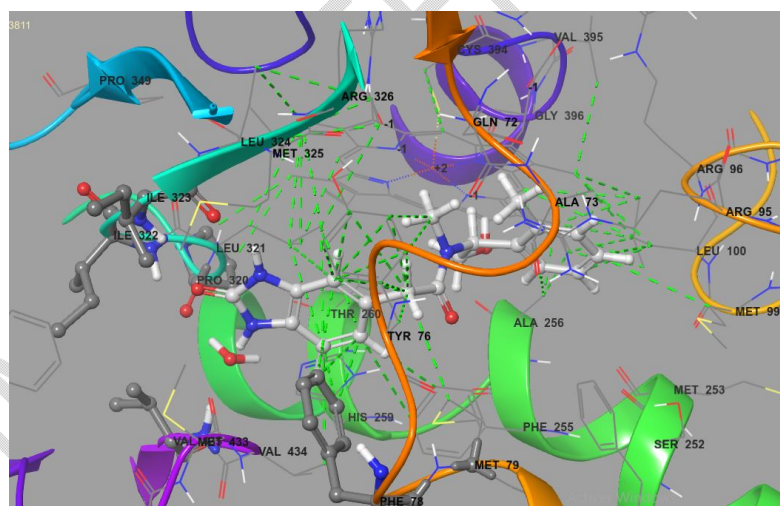 3811
CYS 394
VAL 395
PRO 349
ARG 326
-1
GLN 72
GLY 396
LEU 324
-1
MET 325
-1
+2
ARG 96
ILE 323
-1
ALA 73
ARG 95
ILE 322
LEU 321
LEU 100
PRO 320
THR 260
ALA 256
MET 99
TYR 76
MET 253
HIS 259
PHE 255
MET 433
SER 252
VAL 434
MET 79
PHE 78